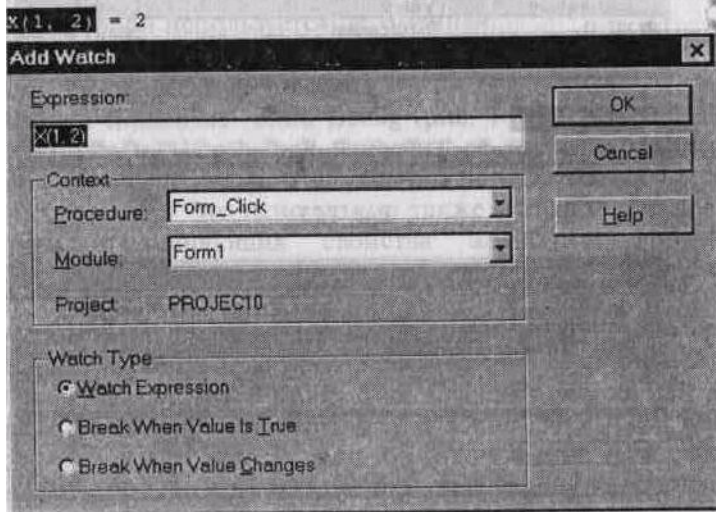 X(1, 2) = 2
Add Watch
Expression:
X(1, 2)
OK
Cancel
Help
Context
Procedure: Form_Click
Module: Form1
Project PROJEC10
Watch Type
Watch Expression
Break When Value Is True
Break When Value Changes